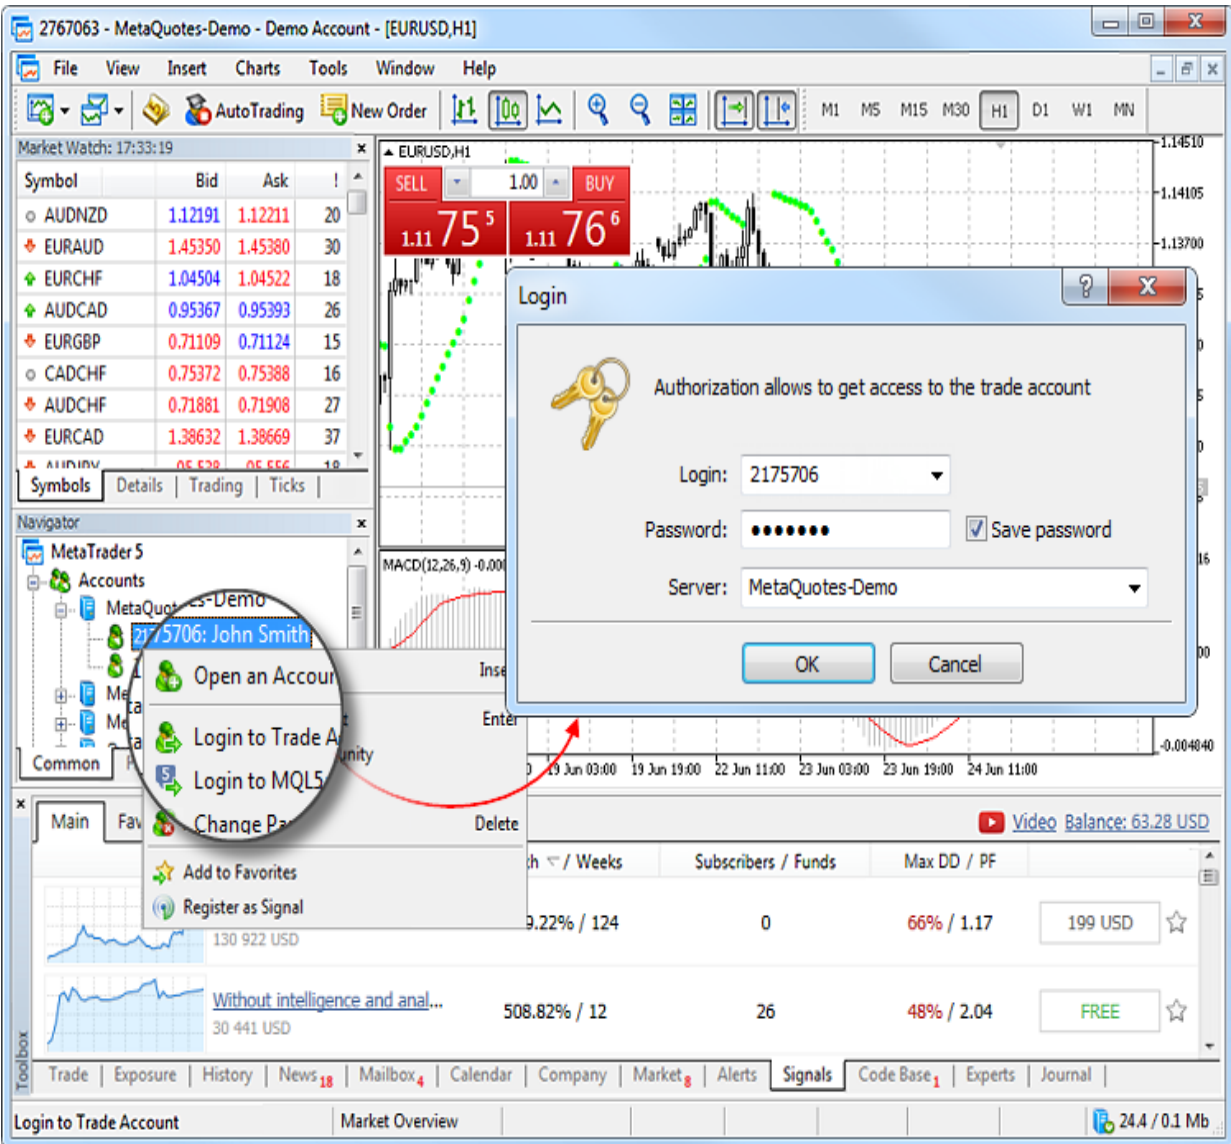 2767063 - MetaQuotes-Demo - Demo Account - [EURUSD,H1]
File View Insert Charts Tools Window Help
AutoTrading New Order M1 M5 M15 M30 H1 D1 W1 MN
Market Watch: 17:33:19
Symbol Bid Ask !
AUDNZD 1.12191 1.12211 20
EURAUD 1.45350 1.45380 30
EURCHF 1.04504 1.04522 18
AUDCAD 0.95367 0.95393 26
EURGBP 0.71109 0.71124 15
CADCHF 0.75372 0.75388 16
AUDCHF 0.71881 0.71908 27
EURCAD 1.38632 1.38669 37
Symbols Details | Trading | Ticks |
EURUSD,H1
SELL 1.00 BUY
1.11 75 5 1.11 76 6
1.14510
1.14105
1.13700
Login
Authorization allows to get access to the trade account
Login: 2175706
Password: ●●●●●●● Save password
Server: MetaQuotes-Demo
OK Cancel
Navigator
MetaTrader 5
Accounts
MetaQuotes-Demo
2175706: John Smith
Open an Accour
Login to Trade A
Login to MQL5
Change Pa
Enter
Delete
Add to Favorites
Register as Signal
Common
MACD(12,26,9) -0.000
-0.004840
19 Jun 03:00 19 Jun 19:00 22 Jun 11:00 23 Jun 03:00 23 Jun 19:00 24 Jun 11:00
Main Fav
Video Balance: 63.28 USD
/ Weeks Subscribers / Funds Max DD / PF
9.22% / 124 0 66% / 1.17 199 USD
130 922 USD
Without intelligence and anal...
508.82% / 12 26 48% / 2.04 FREE
30 441 USD
Toolbox
Trade | Exposure | History | News 18 | Mailbox 4 | Calendar | Company | Market 8 | Alerts Signals Code Base 1 | Experts | Journal |
Login to Trade Account Market Overview 24.4 / 0.1 Mb